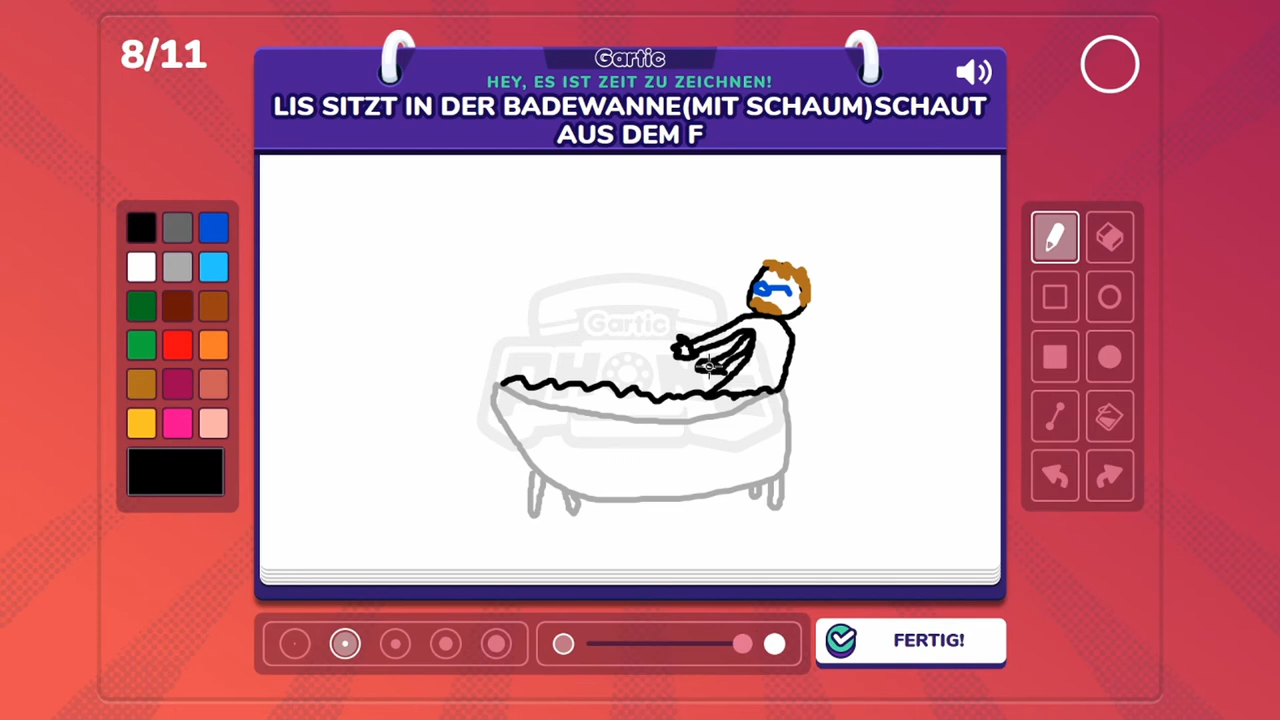 8/11
Gartic
HEY, ES IST ZEIT ZU ZEICHNEN!
LIS SITZT IN DER BADEWANNE(MIT SCHAUM)SCHAUT
AUS DEM F
Gartic
PHONE
FERTIG!